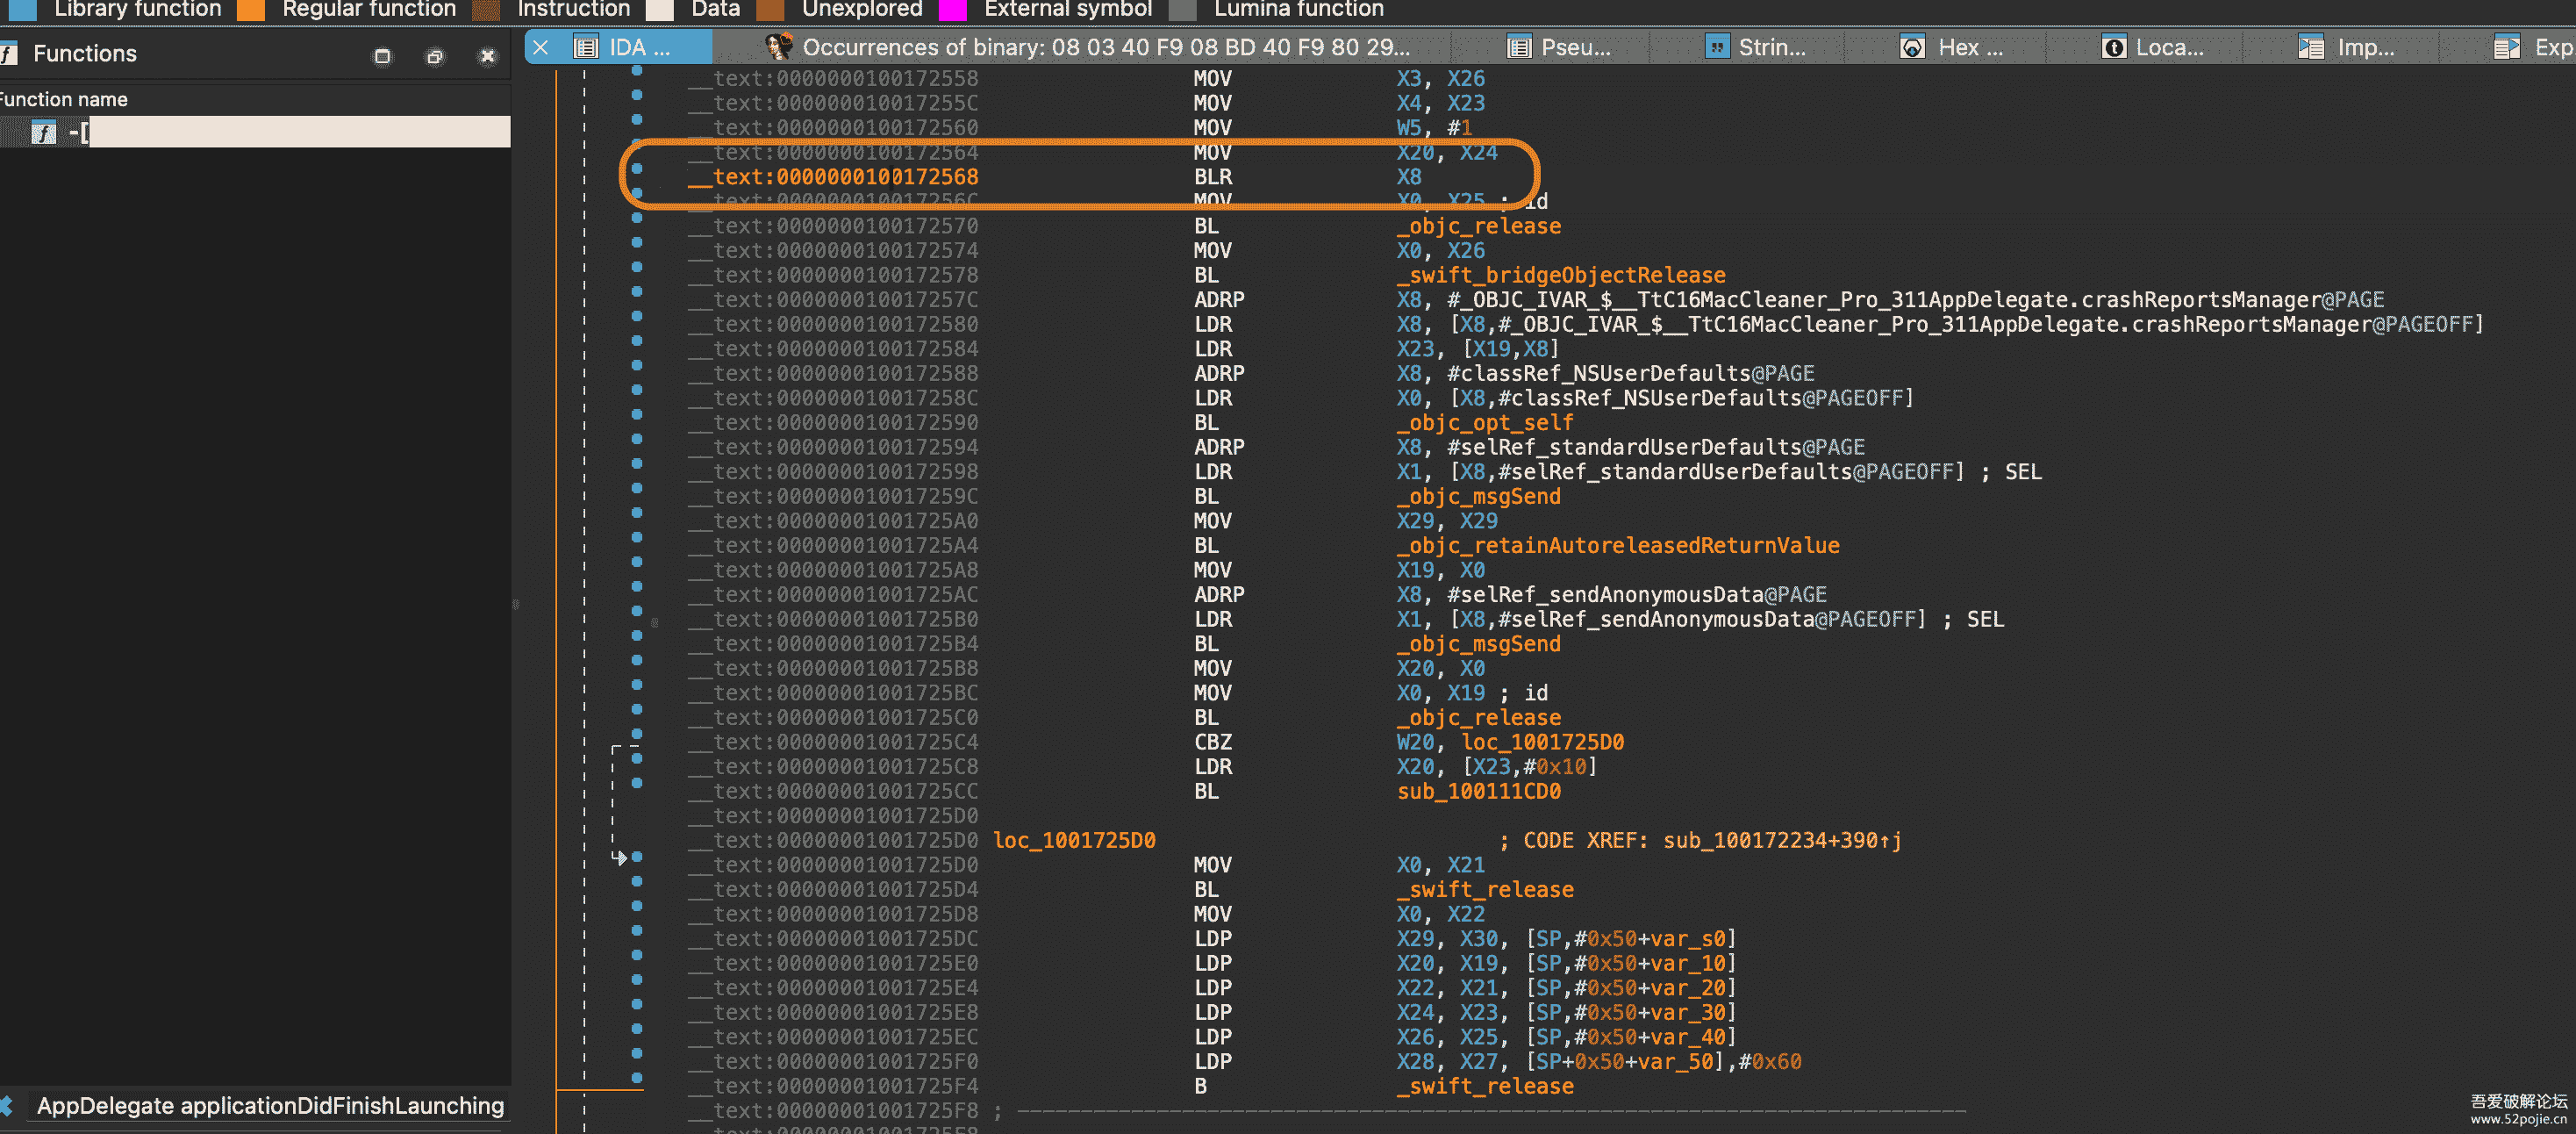 Library function Regular function Instruction Data Unexplored External symbol Lumina function
Functions
IDA ... Occurrences of binary: 08 03 40 F9 08 BD 40 F9 80 29... Pseu... Strin... Hex ... Loca... Imp... Exp
Function name
f -[
__text:0000000100172558 MOV X3, X26
__text:000000010017255C MOV X4, X23
__text:0000000100172560 MOV W5, #1
__text:0000000100172564 MOV X20, X24
__text:0000000100172568 BLR X8
__text:000000010017256C MOV X0, X25 ; id
__text:0000000100172570 BL _objc_release
__text:0000000100172574 MOV X0, X26
__text:0000000100172578 BL _swift_bridgeObjectRelease
__text:000000010017257C ADRP X8, #_OBJC_IVAR_$__TtC16MacCleaner_Pro_311AppDelegate.crashReportsManager@PAGE
__text:0000000100172580 LDR X8, [X8,#_OBJC_IVAR_$__TtC16MacCleaner_Pro_311AppDelegate.crashReportsManager@PAGEOFF]
__text:0000000100172584 LDR X23, [X19,X8]
__text:0000000100172588 ADRP X8, #classRef_NSUserDefaults@PAGE
__text:000000010017258C LDR X0, [X8,#classRef_NSUserDefaults@PAGEOFF]
__text:0000000100172590 BL _objc_opt_self
__text:0000000100172594 ADRP X8, #selRef_standardUserDefaults@PAGE
__text:0000000100172598 LDR X1, [X8,#selRef_standardUserDefaults@PAGEOFF] ; SEL
__text:000000010017259C BL _objc_msgSend
__text:00000001001725A0 MOV X29, X29
__text:00000001001725A4 BL _objc_retainAutoreleasedReturnValue
__text:00000001001725A8 MOV X19, X0
__text:00000001001725AC ADRP X8, #selRef_sendAnonymousData@PAGE
__text:00000001001725B0 LDR X1, [X8,#selRef_sendAnonymousData@PAGEOFF] ; SEL
__text:00000001001725B4 BL _objc_msgSend
__text:00000001001725B8 MOV X20, X0
__text:00000001001725BC MOV X0, X19 ; id
__text:00000001001725C0 BL _objc_release
__text:00000001001725C4 CBZ W20, loc_1001725D0
__text:00000001001725C8 LDR X20, [X23,#0x10]
__text:00000001001725CC BL sub_100111CD0
__text:00000001001725D0
__text:00000001001725D0 loc_1001725D0 ; CODE XREF: sub_100172234+390↑j
__text:00000001001725D0 MOV X0, X21
__text:00000001001725D4 BL _swift_release
__text:00000001001725D8 MOV X0, X22
__text:00000001001725DC LDP X29, X30, [SP,#0x50+var_s0]
__text:00000001001725E0 LDP X20, X19, [SP,#0x50+var_10]
__text:00000001001725E4 LDP X22, X21, [SP,#0x50+var_20]
__text:00000001001725E8 LDP X24, X23, [SP,#0x50+var_30]
__text:00000001001725EC LDP X26, X25, [SP,#0x50+var_40]
__text:00000001001725F0 LDP X28, X27, [SP+0x50+var_50],#0x60
__text:00000001001725F4 B _swift_release
__text:00000001001725F8 ; ---------------------------------------------------------------------------
__text:00000001001725F8
AppDelegate applicationDidFinishLaunching
吾爱破解论坛
www.52pojie.cn